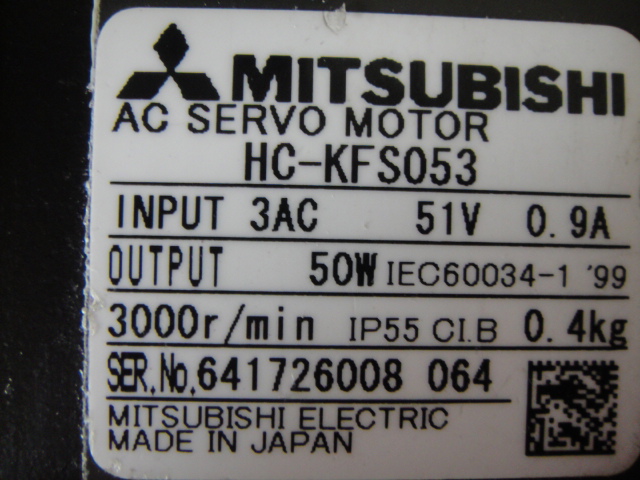 MITSUBISHI
AC SERVO MOTOR
HC-KFS053
INPUT 3AC 51V 0.9A
OUTPUT 50W IEC60034-1 '99
3000r/min IP55 CI.B 0.4kg
SER.No.641726008 064
MITSUBISHI ELECTRIC
MADE IN JAPAN